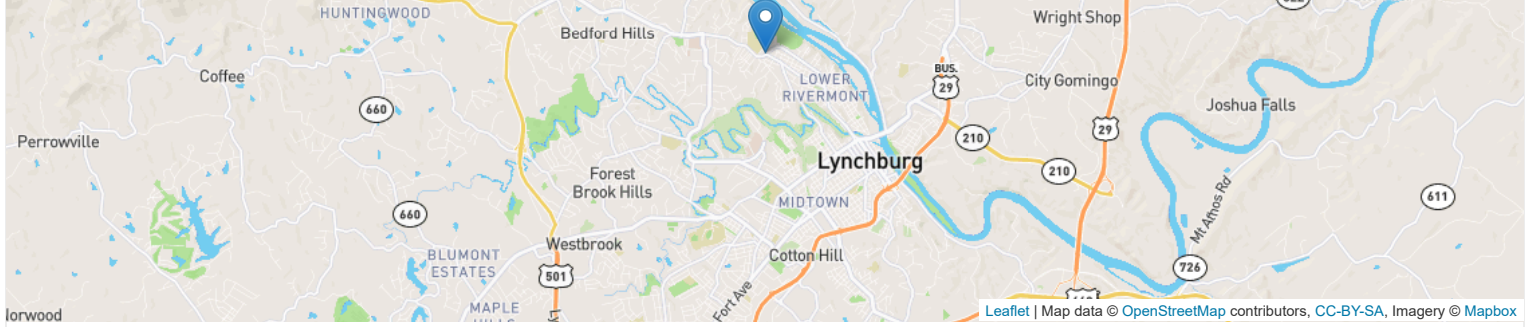 HUNTINGWOOD
Bedford Hills
Wright Shop
Coffee
LOWER
RIVERMONT
BUS.
29
City Gomingo
Joshua Falls
660
29
210
Perrowville
Lynchburg
210
Forest
Brook Hills
MIDTOWN
611
660
Mt Athos Rd
Westbrook
BLUMONT
ESTATES
Cotton Hill
726
501
Fort Ave
MAPLE
Leaflet | Map data © OpenStreetMap contributors, CC-BY-SA, Imagery © Mapbox